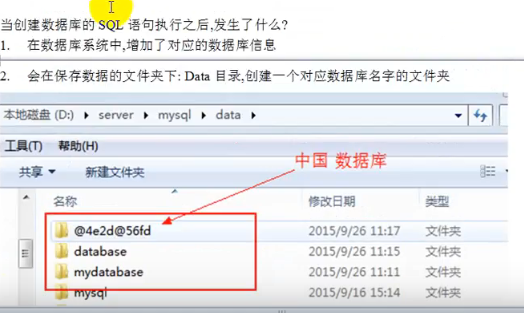 当创建数据库的 SQL 语句执行之后,发生了什么?
1. 在数据库系统中,增加了对应的数据库信息
2. 会在保存数据的文件夹下: Data 目录,创建一个对应数据库名字的文件夹
本地磁盘 (D:) ▸ server ▸ mysql ▸ data ▸
工具(T) 帮助(H)
中国 数据库
共享 ▼ 新建文件夹
名称 修改日期 类型
@4e2d@56fd 2015/9/26 11:17 文件夹
database 2015/9/26 11:15 文件夹
mydatabase 2015/9/26 11:11 文件夹
mysql 2015/9/16 15:14 文件夹